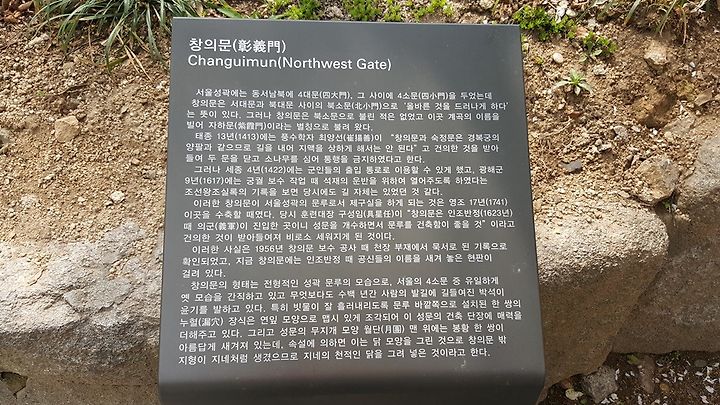 창의문(彰義門)
Changuimun(Northwest Gate)
서울성곽에는 동서남북에 4대문(四大門), 그 사이에 4소문(四小門)을 두었는데
창의문은 서대문과 북대문 사이의 북소문(北小門)으로 '올바른 것을 드러나게 하다'
는 뜻이 있다. 그러나 창의문은 북소문으로 불린 적은 없었고 이곳 계곡의 이름을
빌어 자하문(紫霞門)이라는 별칭으로 불려 왔다.
태종 13년(1413)에는 풍수학자 최양선(崔揚善)이 "창의문과 숙정문은 경복궁의
양팔과 같으므로 길을 내어 지맥을 상하게 해서는 안 된다"고 건의한 것을 받아
들여 두 문을 닫고 소나무를 심어 통행을 금지하였다고 한다.
그러나 세종 4년(1422)에는 군인들의 출입 통로로 이용할 수 있게 했고, 광해군
9년(1617)에는 궁궐 보수 작업 때 석재의 운반을 위하여 열어주도록 하였다는
조선왕조실록의 기록을 보면 당시에도 길 자체는 있었던 것 같다.
이러한 창의문이 서울성곽의 문루로서 제구실을 하게 되는 것은 영조 17년(1741)
이곳을 수축할 때였다. 당시 훈련대장 구성임(具聖任)이 "창의문은 인조반정(1623년)
때 의군(義軍)이 진입한 곳이니 성문을 개수하면서 문루를 건축함이 좋을 것" 이라고
건의한 것이 받아들여져 비로소 세워지게 된 것이다.
이러한 사실은 1956년 창의문 보수 공사 때 천장 부재에서 묵서로 된 기록으로
확인되었고, 지금 창의문에는 인조반정 때 공신들의 이름을 새겨 놓은 현판이
걸려 있다.
창의문의 형태는 전형적인 성곽 문루의 모습으로, 서울의 4소문 중 유일하게
옛 모습을 간직하고 있고 무엇보다도 수백 년간 사람의 발길에 길들여진 박석이
윤기를 발하고 있다. 특히 빗물이 잘 흘러내리도록 문루 바깥쪽으로 설치된 한 쌍의
누혈(漏穴) 장식은 연잎 모양으로 맵시 있게 조각되어 이 성문의 건축 단장에 매력을
더해주고 있다. 그리고 성문의 무지개 모양 월단(月團) 맨 위에는 봉황 한 쌍이
아름답게 새겨져 있는데, 속설에 의하면 이는 닭 모양을 그린 것으로 창의문 밖
지형이 지네처럼 생겼으므로 지네의 천적인 닭을 그려 넣은 것이라고 한다.